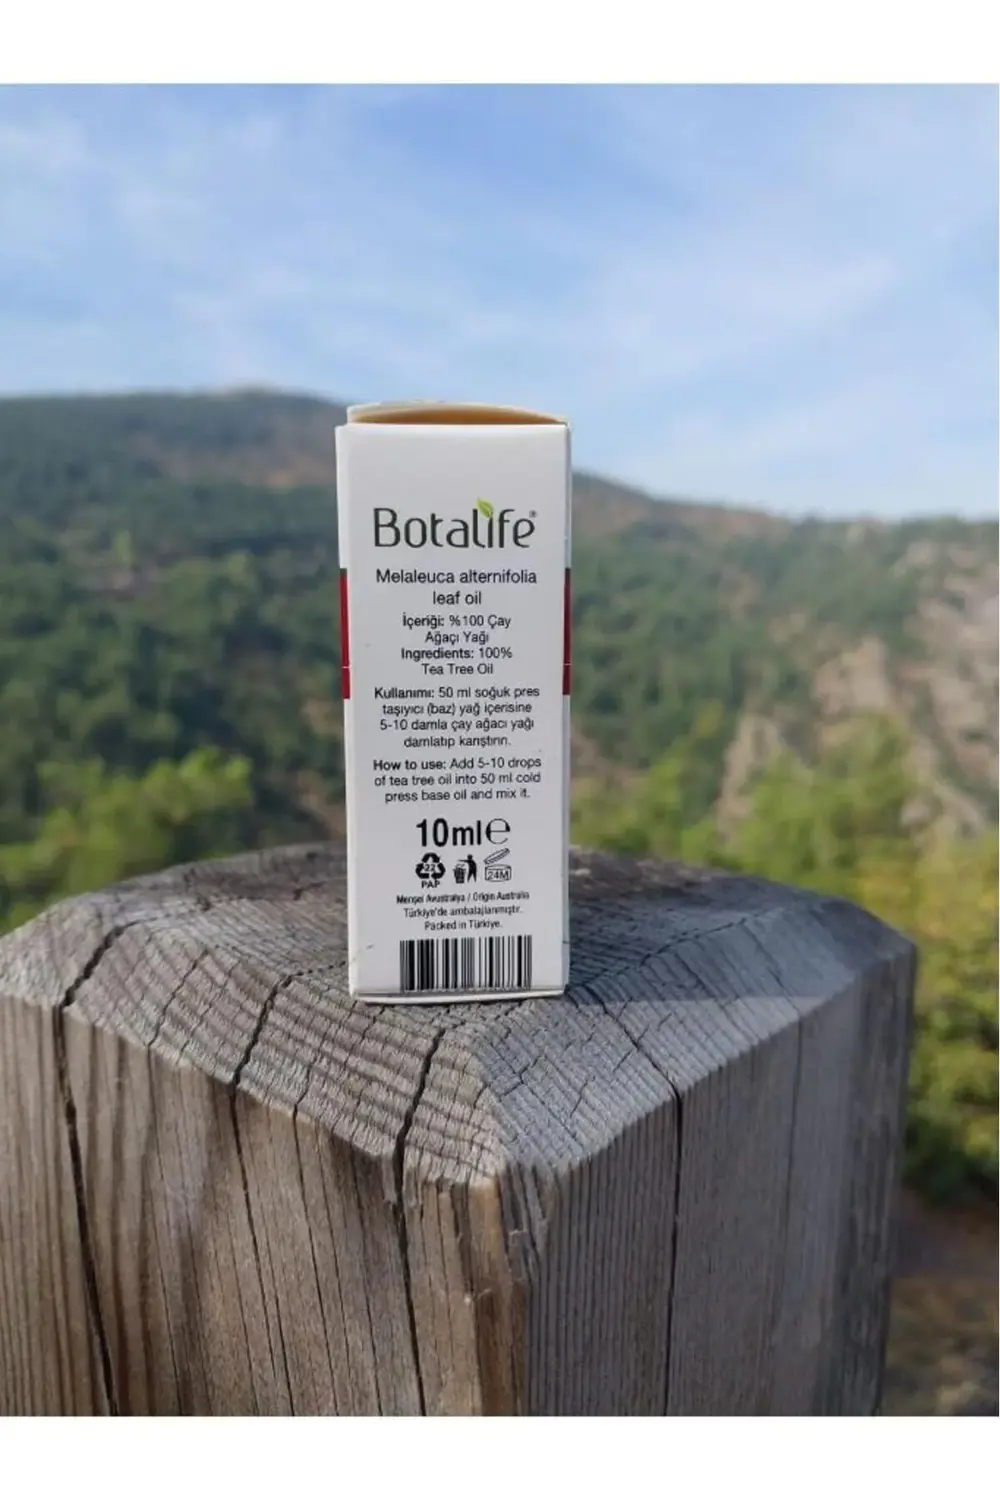 Botalife®
Melaleuca alternifolia
leaf oil
İçeriği: %100 Çay
Ağaçı Yağı
Ingredients: 100%
Tea Tree Oil
Kullanımı: 50 ml soğuk pres
taşıyıcı (baz) yağ içerisine
5-10 damla çay ağacı yağı
damlatıp karıştırın.
How to use: Add 5-10 drops
of tea tree oil into 50 ml cold
press base oil and mix it.
10ml℮
22
PAP
24M
Menşei Avustralya / Origin Australia
Türkiye'de ambalajlanmıştır.
Packed in Türkiye.